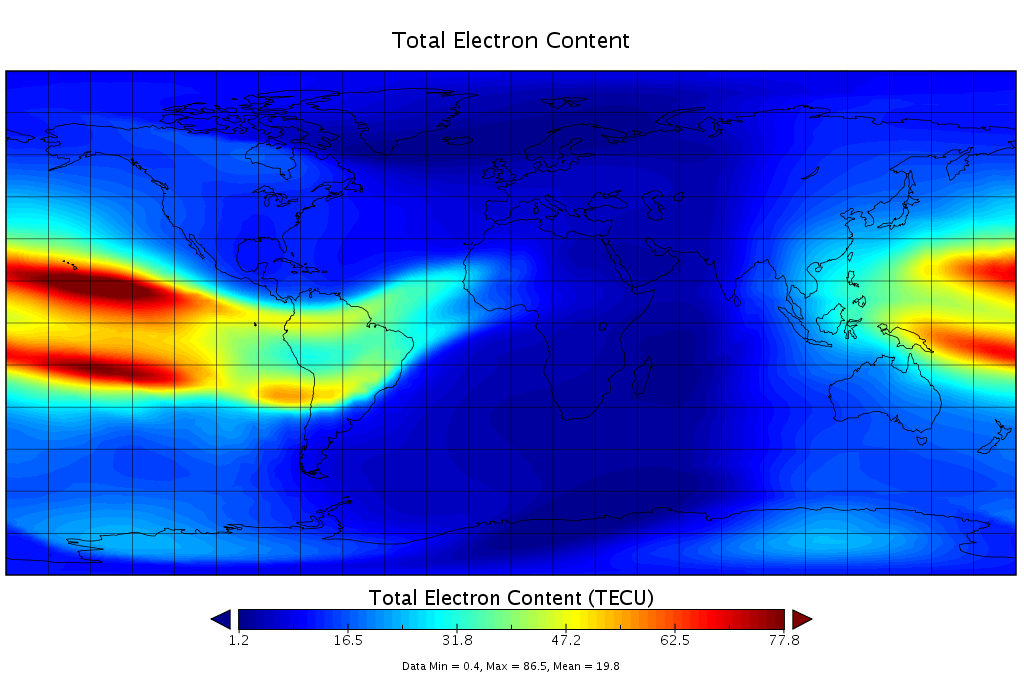 Total Electron Content
Total Electron Content (TECU)
1.2 16.5 31.8 47.2 62.5 77.8
Data Min = 0.4, Max = 86.5, Mean = 19.8